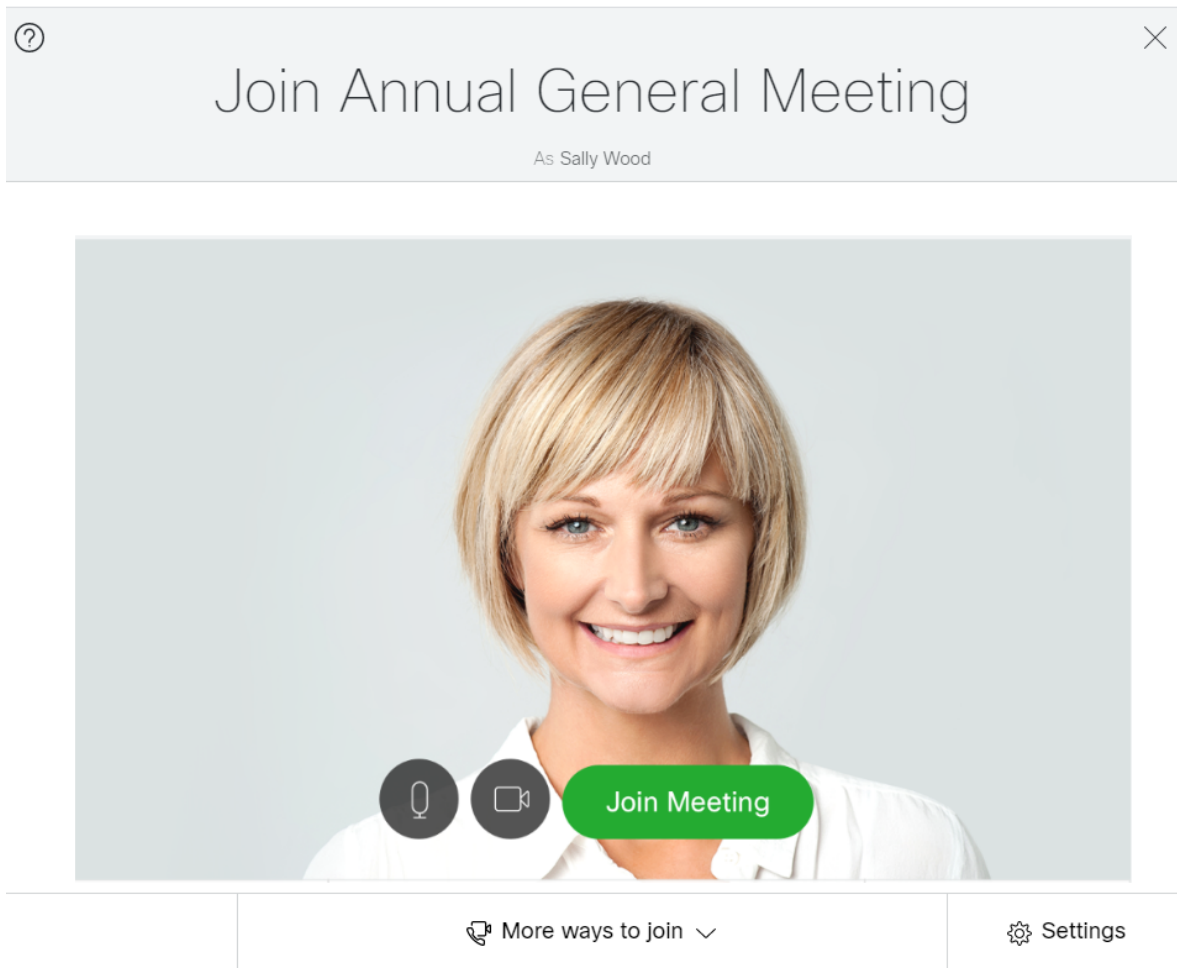 Join Annual General Meeting
As Sally Wood
Join Meeting
More ways to join
Settings